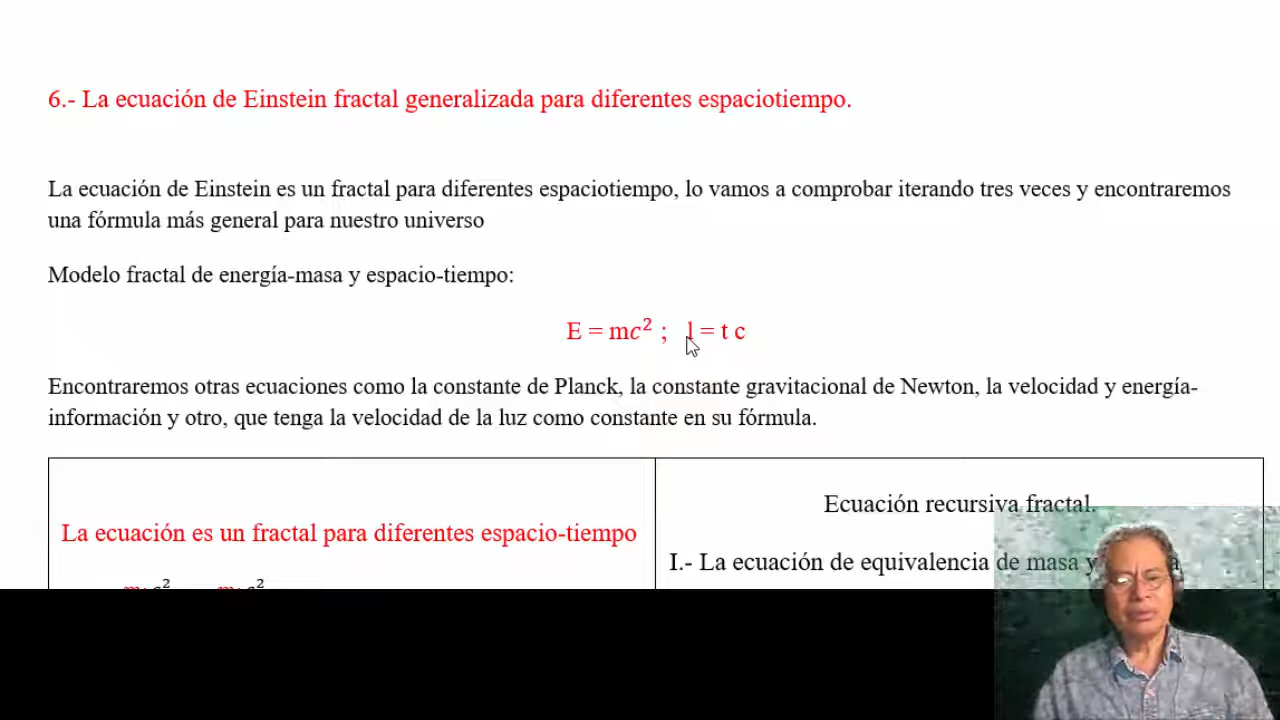 6.- La ecuación de Einstein fractal generalizada para diferentes espaciotiempo.
La ecuación de Einstein es un fractal para diferentes espaciotiempo, lo vamos a comprobar iterando tres veces y encontraremos
una fórmula más general para nuestro universo
Modelo fractal de energía-masa y espacio-tiempo:
E = mc² ; l = t c
Encontraremos otras ecuaciones como la constante de Planck, la constante gravitacional de Newton, la velocidad y energía-
información y otro, que tenga la velocidad de la luz como constante en su fórmula.
Ecuación recursiva fractal.
La ecuación es un fractal para diferentes espacio-tiempo
I.- La ecuación de equivalencia de masa y